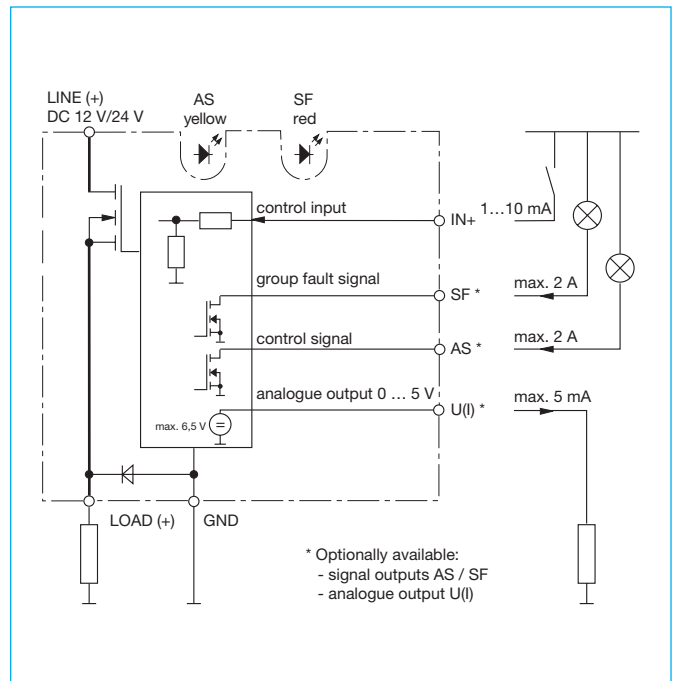 LINE (+)
DC 12 V/24 V
AS
yellow
SF
red
control input
IN+
1…10 mA
group fault signal
SF *
max. 2 A
control signal
AS *
max. 2 A
analogue output 0 … 5 V
U(I) *
max. 5 mA
max. 6,5 V
LOAD (+)
GND
* Optionally available:
- signal outputs AS / SF
- analogue output U(I)